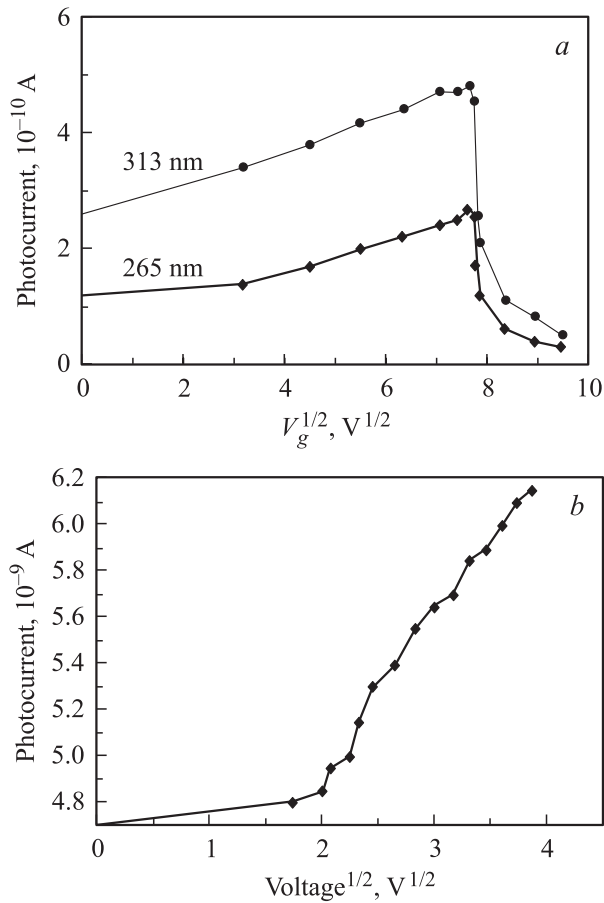 6
a
Photocurrent, 10⁻¹⁰ A
4
313 nm
2
265 nm
0
0 2 4 6 8 10
V_g^{1/2}, V^{1/2}
6.2
b
6.0
Photocurrent, 10⁻⁹ A
5.8
5.6
5.4
5.2
5.0
4.8
0 1 2 3 4
Voltage^{1/2}, V^{1/2}